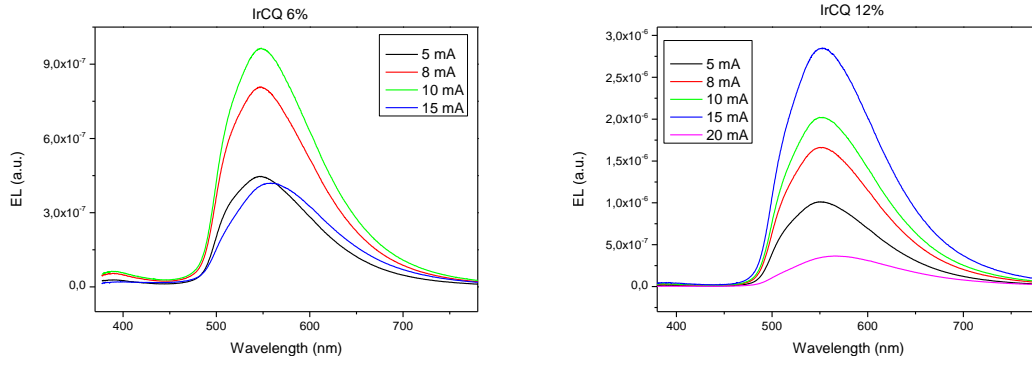 IrCQ 6%
9,0x10-7
6,0x10-7
3,0x10-7
0,0
EL (a.u.)
5 mA
8 mA
10 mA
15 mA
400 500 600 700
Wavelength (nm)
IrCQ 12%
3,0x10-6
2,5x10-6
2,0x10-6
1,5x10-6
1,0x10-6
5,0x10-7
0,0
EL (a.u.)
5 mA
8 mA
10 mA
15 mA
20 mA
400 500 600 700
Wavelength (nm)